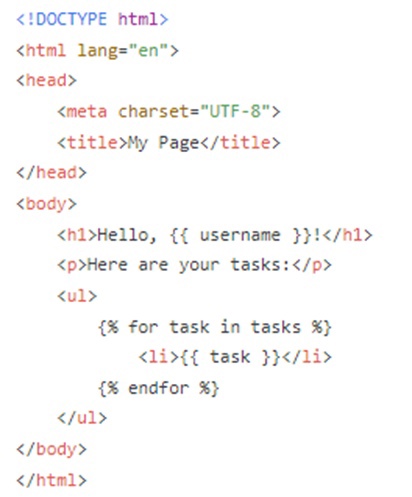 <!DOCTYPE html>
<html lang="en">
<head>
    <meta charset="UTF-8">
    <title>My Page</title>
</head>
<body>
    <h1>Hello, {{ username }}!</h1>
    <p>Here are your tasks:</p>
    <ul>
        {% for task in tasks %}
            <li>{{ task }}</li>
        {% endfor %}
    </ul>
</body>
</html>